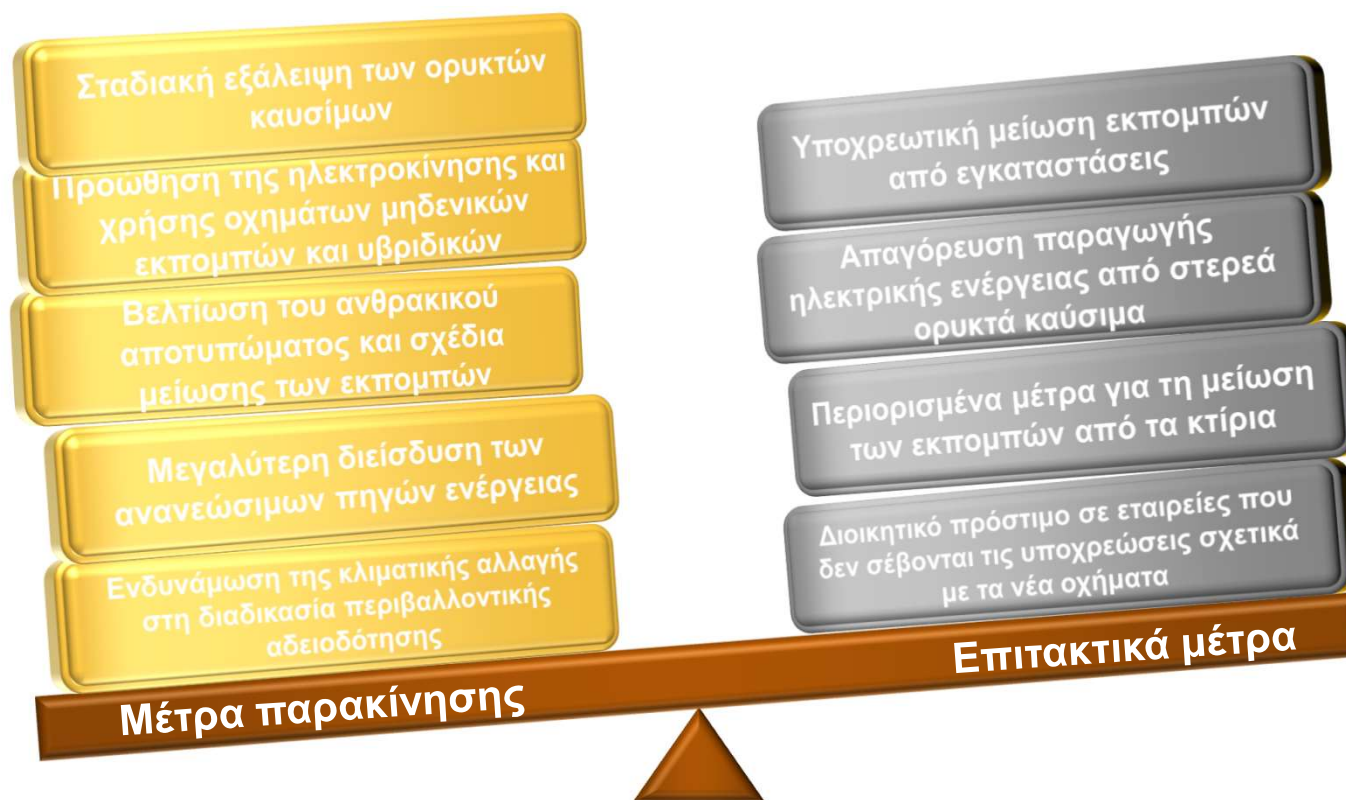 Σταδιακή εξάλειψη των ορυκτών
καυσίμων
Προώθηση της ηλεκτροκίνησης και
χρήσης οχημάτων μηδενικών
εκπομπών και υβριδικών
Βελτίωση του ανθρακικού
αποτυπώματος και σχέδια
μείωσης των εκπομπών
Μεγαλύτερη διείσδυση των
ανανεώσιμων πηγών ενέργειας
Ενδυνάμωση της κλιματικής αλλαγής
στη διαδικασία περιβαλλοντικής
αδειοδότησης
Μέτρα παρακίνησης
Υποχρεωτική μείωση εκπομπών
από εγκαταστάσεις
Απαγόρευση παραγωγής
ηλεκτρικής ενέργειας από στερεά
ορυκτά καύσιμα
Περιορισμένα μέτρα για τη μείωση
των εκπομπών από τα κτίρια
Διοικητικό πρόστιμο σε εταιρείες που
δεν σέβονται τις υποχρεώσεις σχετικά
με τα νέα οχήματα
Επιτακτικά μέτρα